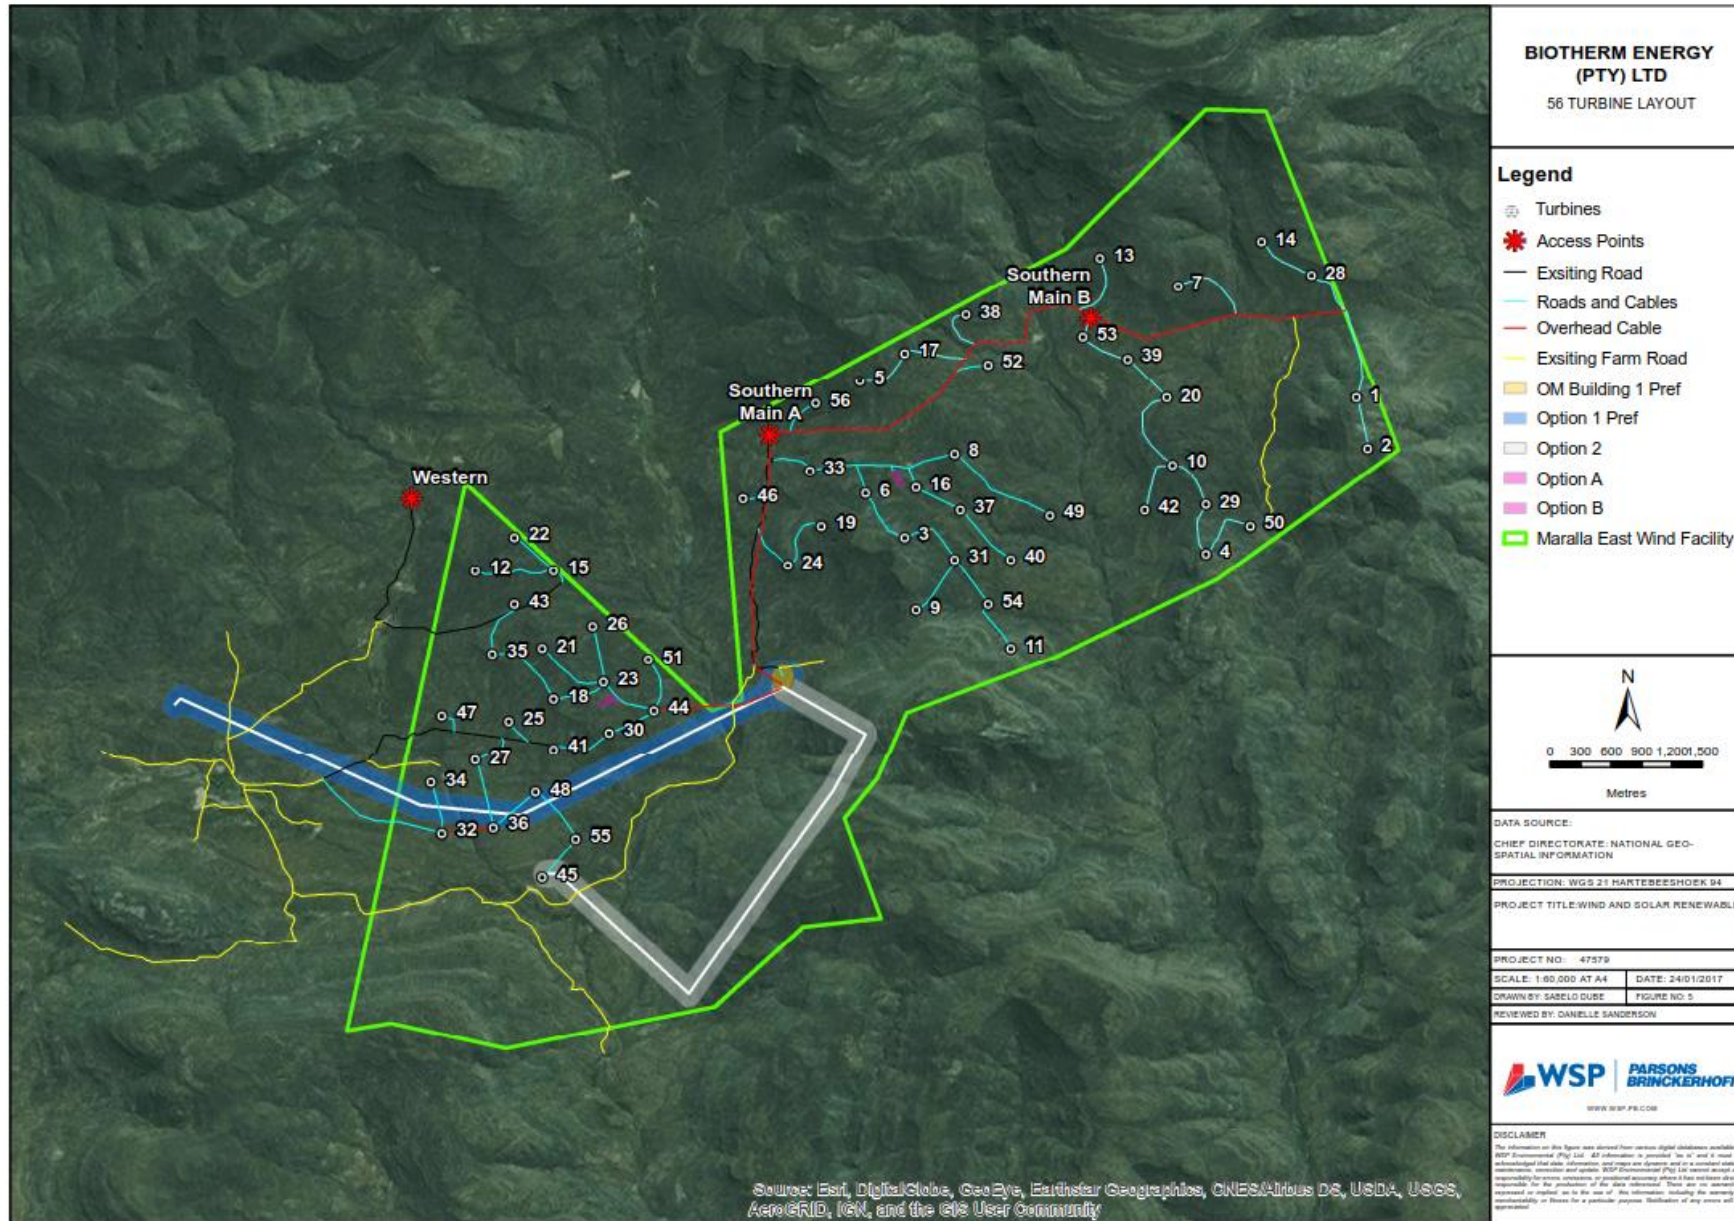 BIOTHERM ENERGY
(PTY) LTD
56 TURBINE LAYOUT
Legend
Turbines
Access Points
Exsiting Road
Roads and Cables
Overhead Cable
Exsiting Farm Road
OM Building 1 Pref
Option 1 Pref
Option 2
Option A
Option B
Maralla East Wind Facility
N
0 300 600 900 1,2001,500
Metres
DATA SOURCE:
CHIEF DIRECTORATE: NATIONAL GEO-
SPATIAL INFORMATION
PROJECTION: WGS 21 HARTEBEESHOEK 94
PROJECT TITLE:WIND AND SOLAR RENEWABL
PROJECT NO: 47579
SCALE: 1:60,000 AT A4
DATE: 24/01/2017
DRAWN BY: SABELO DUBE
FIGURE NO: 5
REVIEWED BY: DANIELLE SANDERSON
WSP
PARSONS
BRINCKERHOFF
WWW.WSP-PB.COM
DISCLAIMER
14
13
28
Southern
Main B
7
38
53
17
39
52
5
Southern
Main A
56
20
1
2
8
33
10
Western
6
16
46
29
37
42
49
19
50
22
3
4
31
40
24
12
15
43
54
9
26
21
11
35
51
23
18
44
47
25
30
41
27
34
48
36
32
55
45
Source: Esri, DigitalGlobe, GeoEye, Earthstar Geographics, CNES/Airbus DS, USDA, USGS,
AeroGRID, IGN, and the GIS User Community